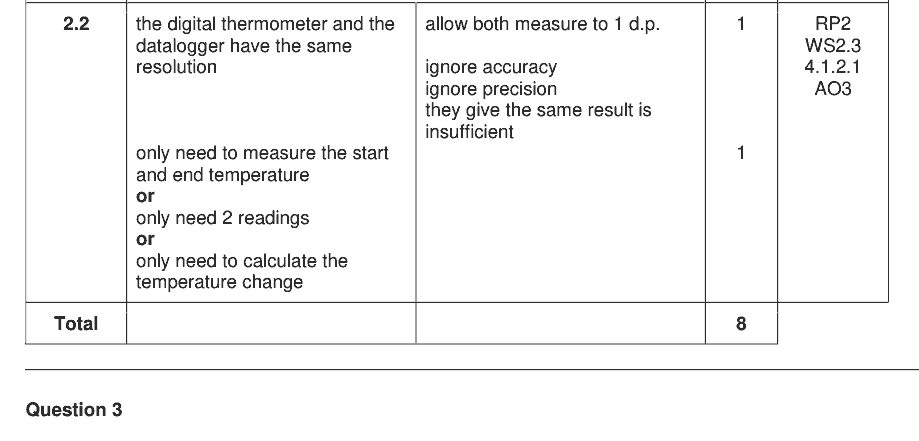 2.2
the digital thermometer and the
datalogger have the same
resolution
allow both measure to 1 d.p.
ignore accuracy
ignore precision
they give the same result is
insufficient
1
RP2
WS2.3
4.1.2.1
AO3
only need to measure the start
and end temperature
or
only need 2 readings
or
only need to calculate the
temperature change
1
Total
8
Question 3